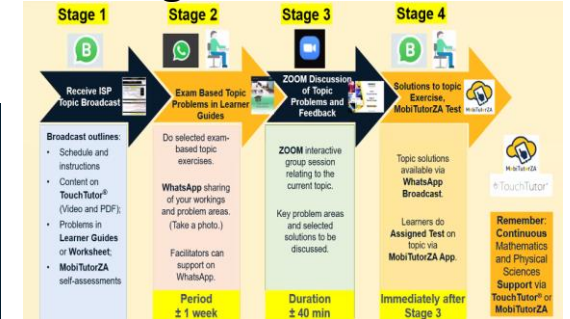 Stage 1
Stage 2
Stage 3
Stage 4
Receive ISP
Topic Broadcast
Exam Based Topic
Problems in Learner
Guides
ZOOM Discussion
of Topic
Problems and
Feedback
Solutions to topic
Exercise,
MobiTutorZA Test
MobiTutorZA
Broadcast outlines:
• Schedule and
instructions
• Content on
TouchTutor®
(Video and PDF);
• Problems in
Learner Guides
or Worksheet;
• MobiTutorZA
self-assessments
Do selected exam-
based topic
exercises.
WhatsApp sharing
of your workings
and problem areas.
(Take a photo.)
Facilitators can
support on
WhatsApp.
Period
± 1 week
ZOOM interactive
group session
relating to the
current topic.
Key problem areas
and selected
solutions to be
discussed.
Duration
± 40 min
Topic solutions
available via
WhatsApp
Broadcast.
Learners do
Assigned Test on
topic via
MobiTutorZA App.
Immediately after
Stage 3
MobiTutorZA
TouchTutor®
Remember:
Continuous
Mathematics
and Physical
Sciences
Support via
TouchTutor® or
MobiTutorZA